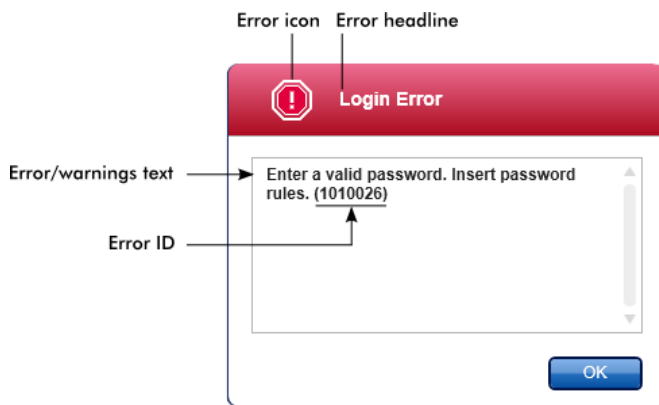 Error icon Error headline
!
Login Error
Error/warnings text
Enter a valid password. Insert password
rules. (1010026)
Error ID
OK